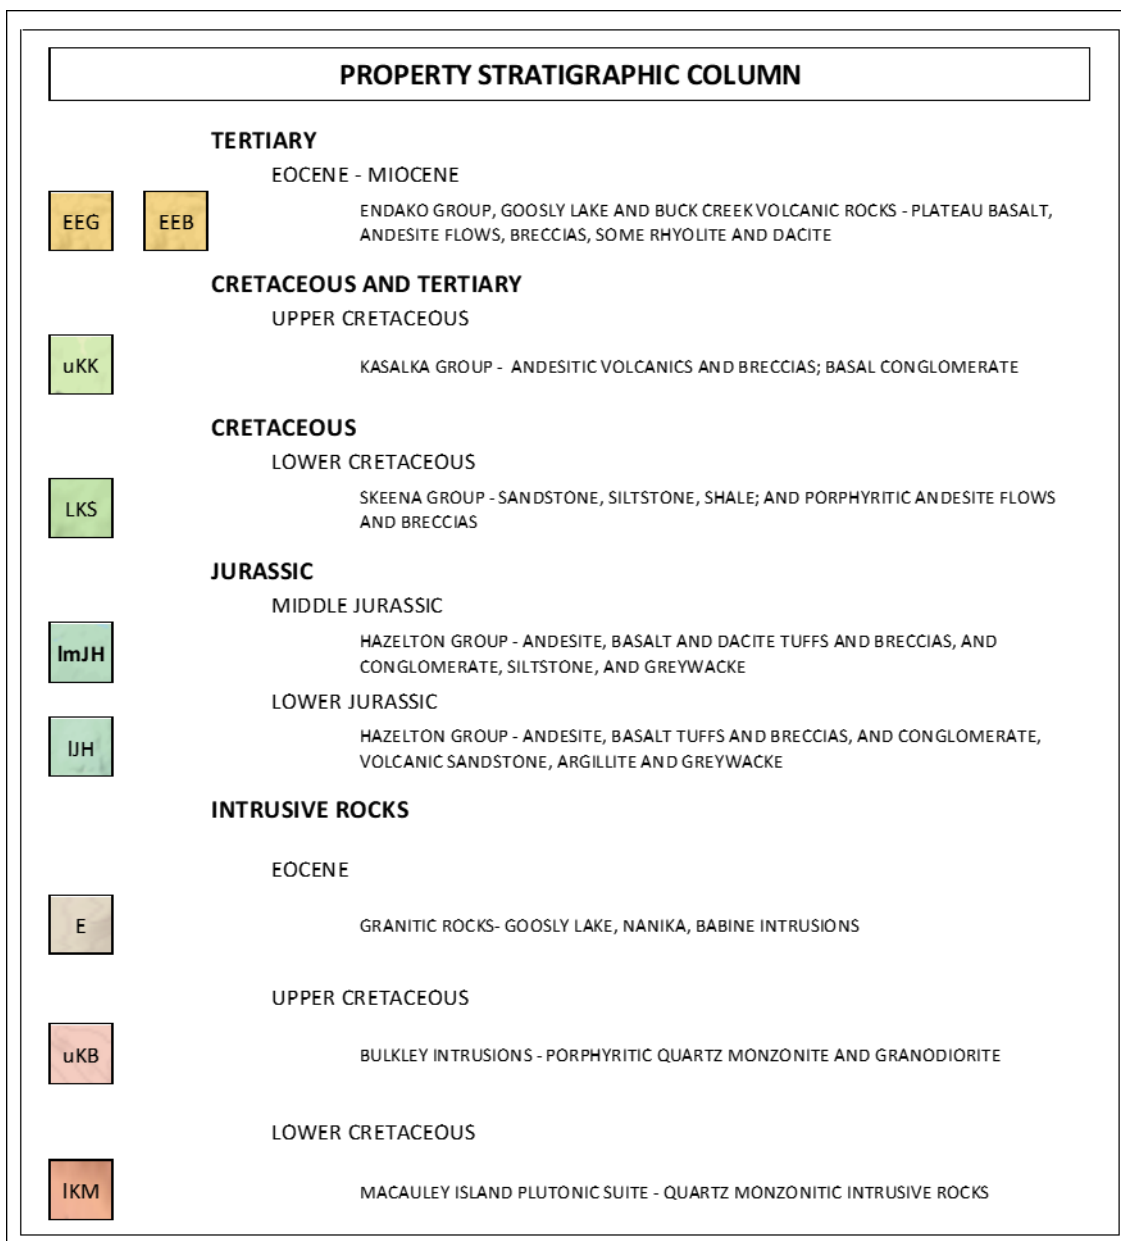 PROPERTY STRATIGRAPHIC COLUMN
TERTIARY
EOCENE - MIOCENE
EEG EEB ENDAKO GROUP, GOOSLY LAKE AND BUCK CREEK VOLCANIC ROCKS - PLATEAU BASALT,
ANDESITE FLOWS, BRECCIAS, SOME RHYOLITE AND DACITE
CRETACEOUS AND TERTIARY
UPPER CRETACEOUS
uKK KASALKA GROUP - ANDESITIC VOLCANICS AND BRECCIAS; BASAL CONGLOMERATE
CRETACEOUS
LOWER CRETACEOUS
LKS SKEENA GROUP - SANDSTONE, SILTSTONE, SHALE; AND PORPHYRITIC ANDESITE FLOWS
AND BRECCIAS
JURASSIC
MIDDLE JURASSIC
lmJH HAZELTON GROUP - ANDESITE, BASALT AND DACITE TUFFS AND BRECCIAS, AND
CONGLOMERATE, SILTSTONE, AND GREYWACKE
LOWER JURASSIC
lJH HAZELTON GROUP - ANDESITE, BASALT TUFFS AND BRECCIAS, AND CONGLOMERATE,
VOLCANIC SANDSTONE, ARGILLITE AND GREYWACKE
INTRUSIVE ROCKS
EOCENE
E GRANITIC ROCKS- GOOSLY LAKE, NANIKA, BABINE INTRUSIONS
UPPER CRETACEOUS
uKB BULKLEY INTRUSIONS - PORPHYRITIC QUARTZ MONZONITE AND GRANODIORITE
LOWER CRETACEOUS
lKM MACAULEY ISLAND PLUTONIC SUITE - QUARTZ MONZONITIC INTRUSIVE ROCKS